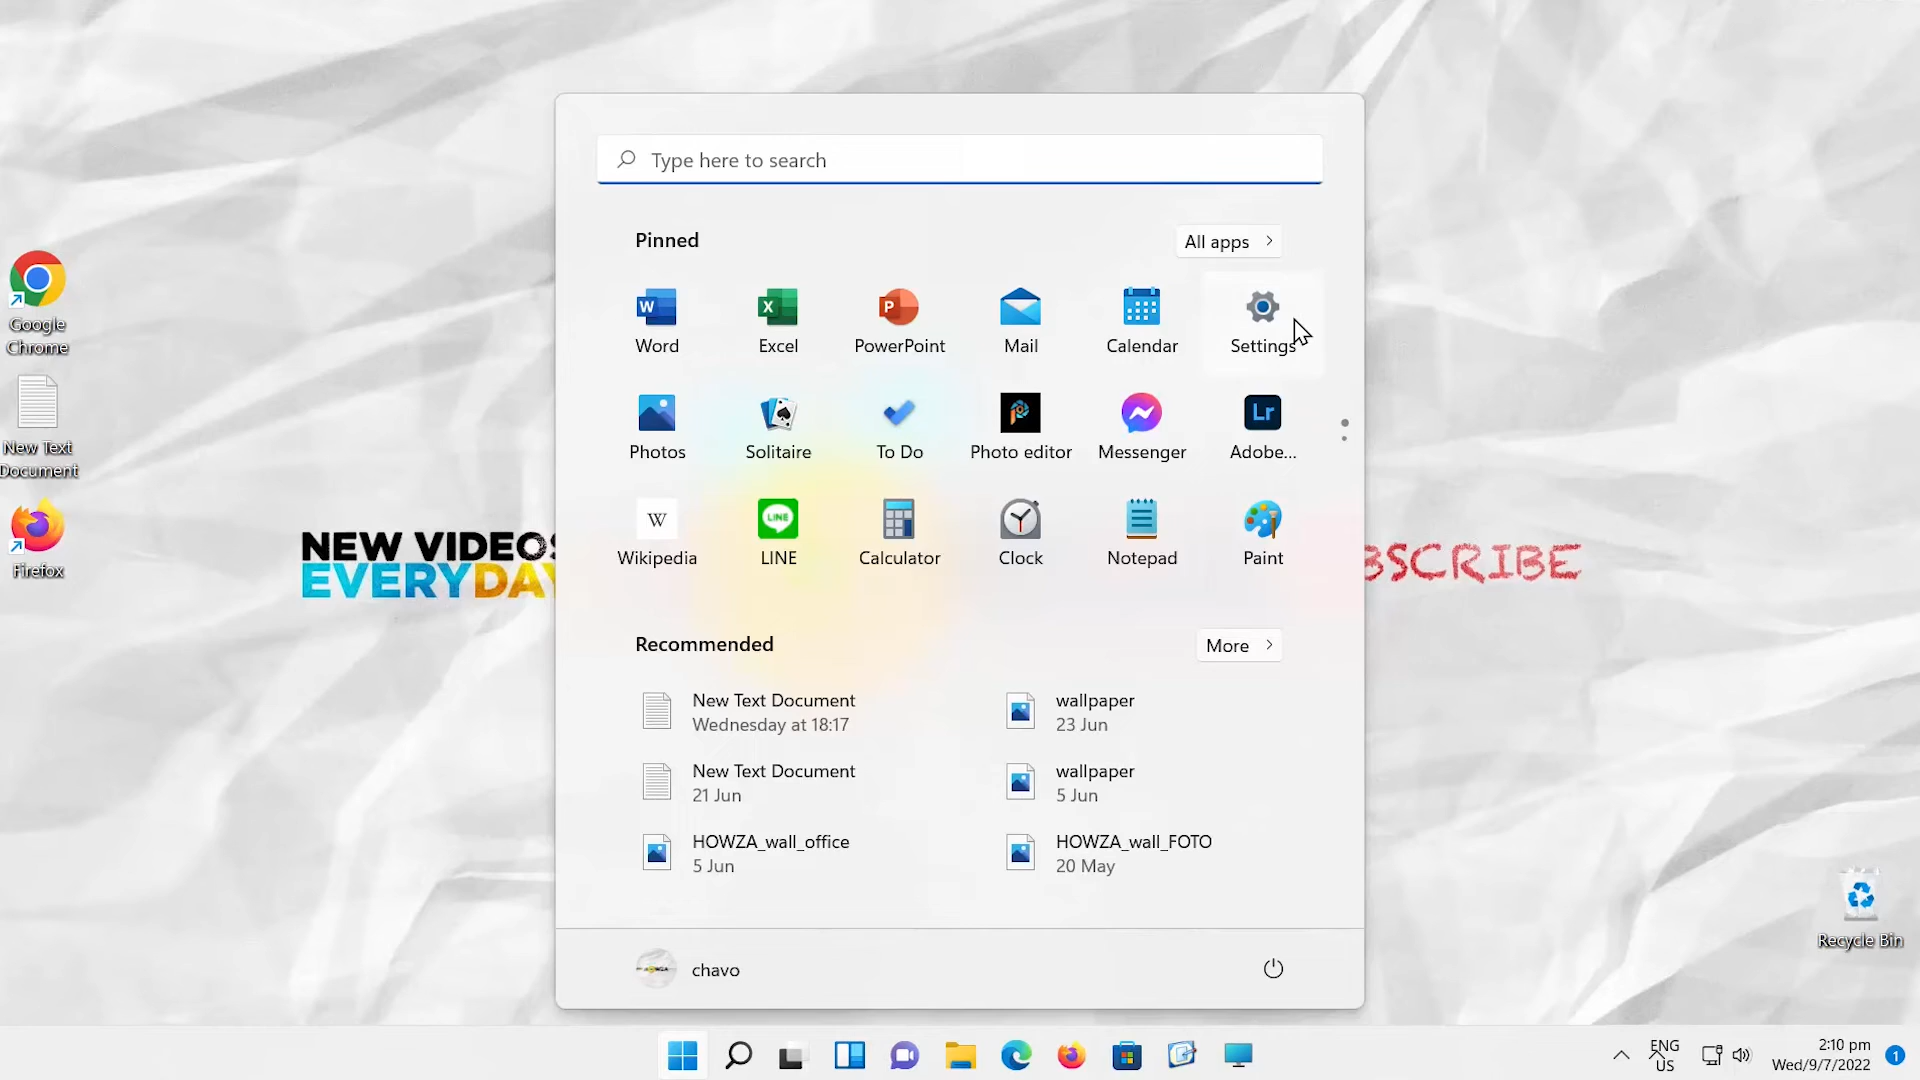 Type here to search
Pinned
All apps
Word
Excel
PowerPoint
Mail
Calendar
Settings
Photos
Solitaire
To Do
Photo editor
Messenger
Adobe...
Wikipedia
LINE
Calculator
Clock
Notepad
Paint
Recommended
More
New Text Document
Wednesday at 18:17
wallpaper
23 Jun
New Text Document
21 Jun
wallpaper
5 Jun
HOWZA_wall_office
5 Jun
HOWZA_wall_FOTO
20 May
chavo
Google
Chrome
New Text
Document
Firefox
NEW VIDEOS
EVERYDAY
BSCRIBE
Recycle Bin
ENG
US
2:10 pm
Wed/9/7/2022
1